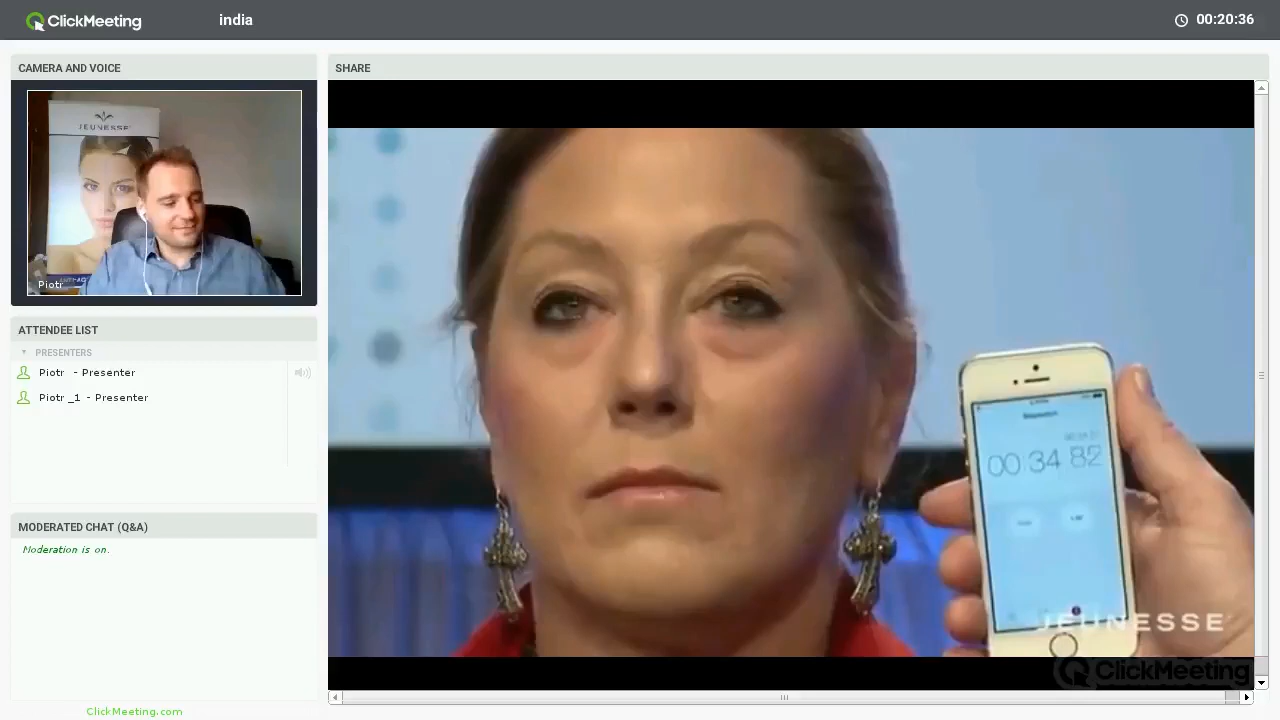 ClickMeeting
india
00:20:36
CAMERA AND VOICE
SHARE
JEUNESSE
Piotr
ATTENDEE LIST
PRESENTERS
Piotr - Presenter
Piotr _1 - Presenter
00:34 82
MODERATED CHAT (Q&A)
Moderation is on.
JEUNESSE
ClickMeeting
ClickMeeting.com